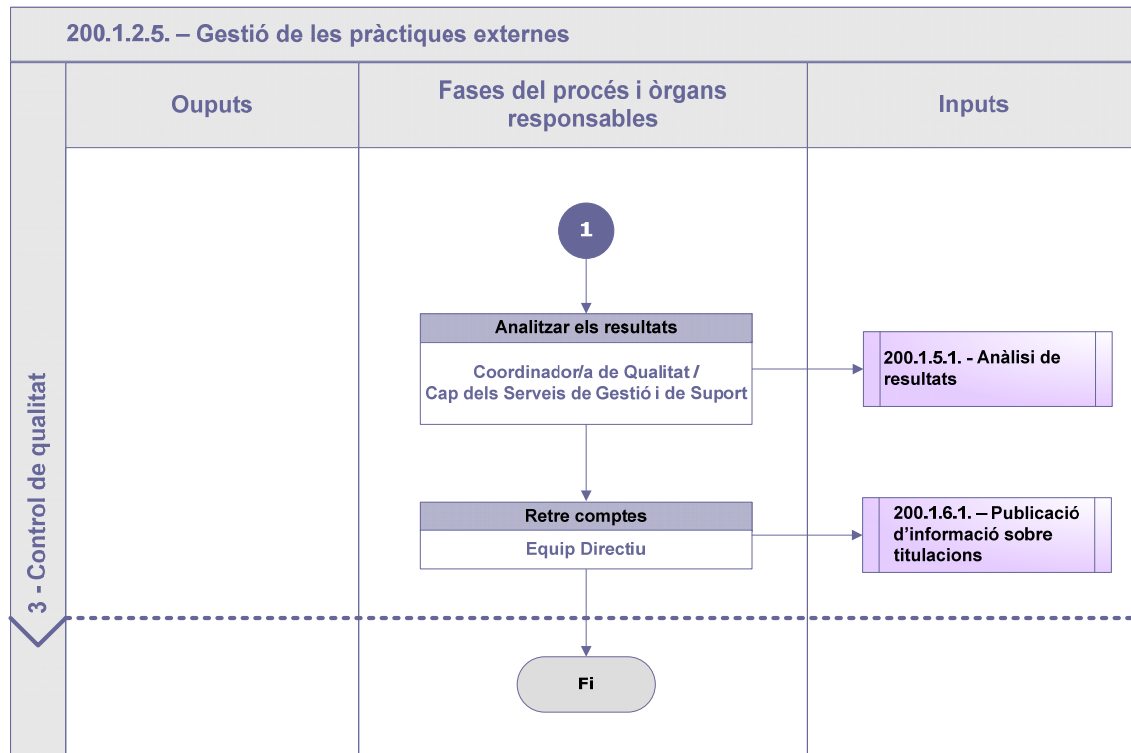 200.1.2.5. – Gestió de les pràctiques externes
Ouputs
Fases del procés i òrgans
responsables
Inputs
3 - Control de qualitat
1
Analitzar els resultats
Coordinador/a de Qualitat /
Cap dels Serveis de Gestió i de Suport
200.1.5.1. - Anàlisi de
resultats
Retre comptes
Equip Directiu
200.1.6.1. – Publicació
d’informació sobre
titulacions
Fi